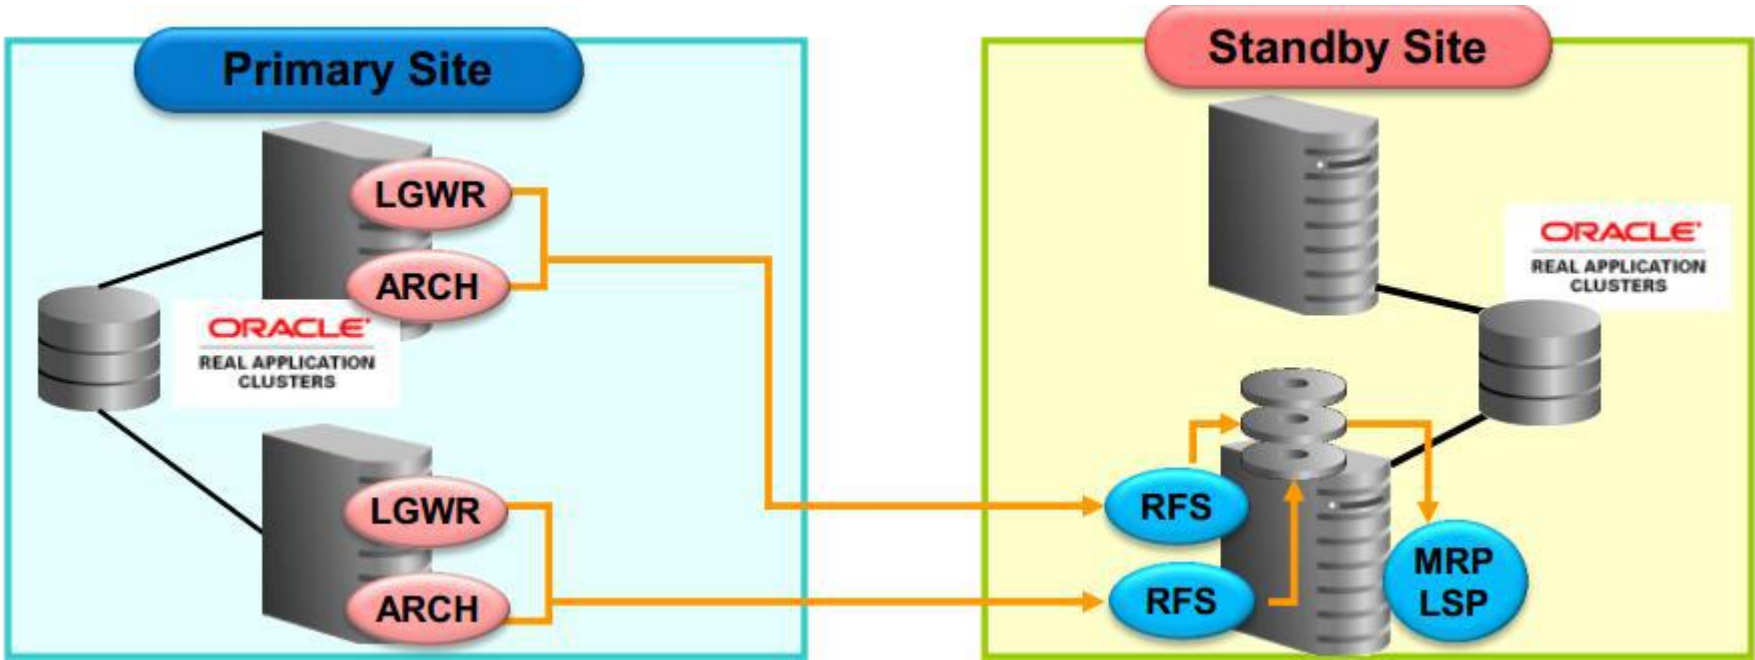 Primary Site
LGWR
ARCH
ORACLE'
REAL APPLICATION
CLUSTERS
LGWR
ARCH
Standby Site
ORACLE'
REAL APPLICATION
CLUSTERS
RFS
RFS
MRP
LSP